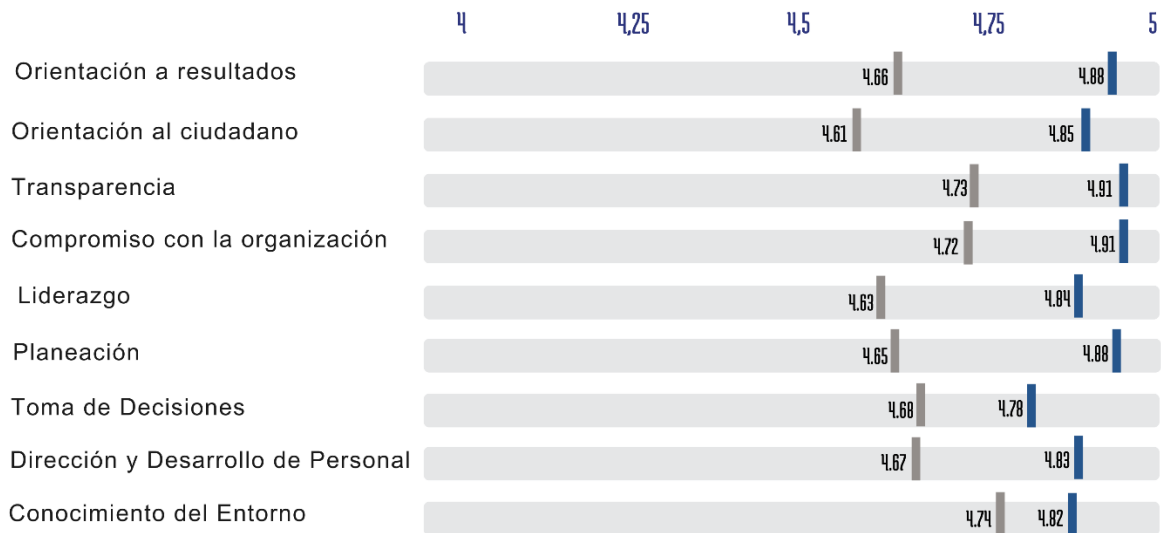 4 4,25 4,5 4,75 5
Orientación a resultados 4.66 4.88
Orientación al ciudadano 4.61 4.85
Transparencia 4.73 4.91
Compromiso con la organización 4.72 4.91
Liderazgo 4.63 4.84
Planeación 4.65 4.88
Toma de Decisiones 4.68 4.78
Dirección y Desarrollo de Personal 4.67 4.83
Conocimiento del Entorno 4.74 4.82